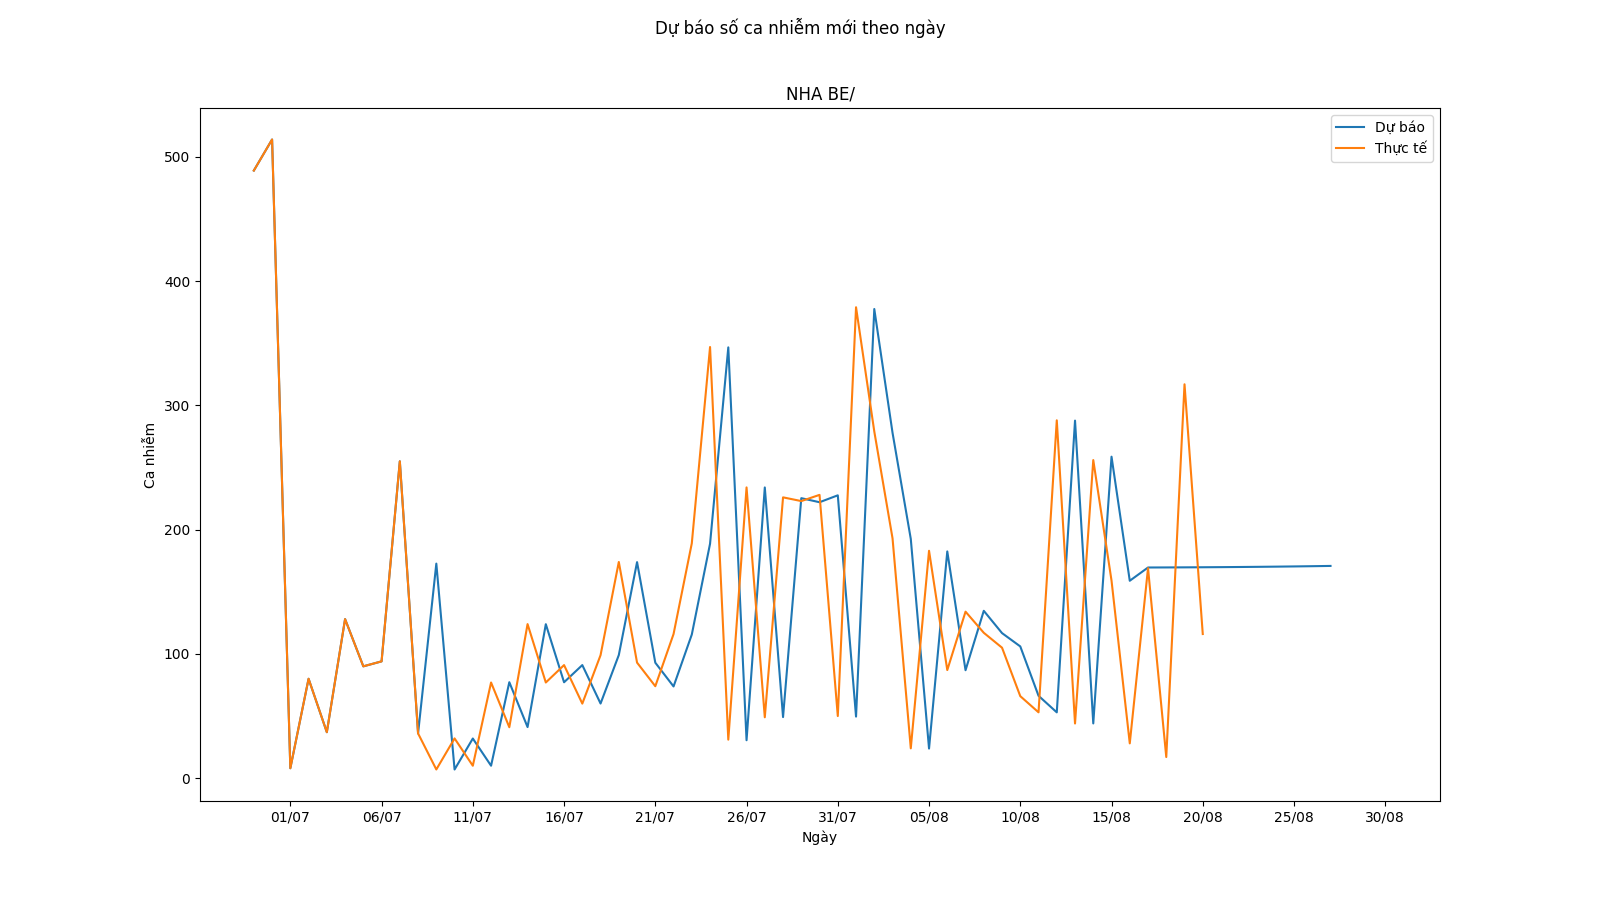 Dự báo số ca nhiễm mới theo ngày
NHA BE/
Dự báo
Thực tế
500
400
300
200
100
0
Ca nhiễm
01/07 06/07 11/07 16/07 21/07 26/07 31/07 05/08 10/08 15/08 20/08 25/08 30/08
Ngày